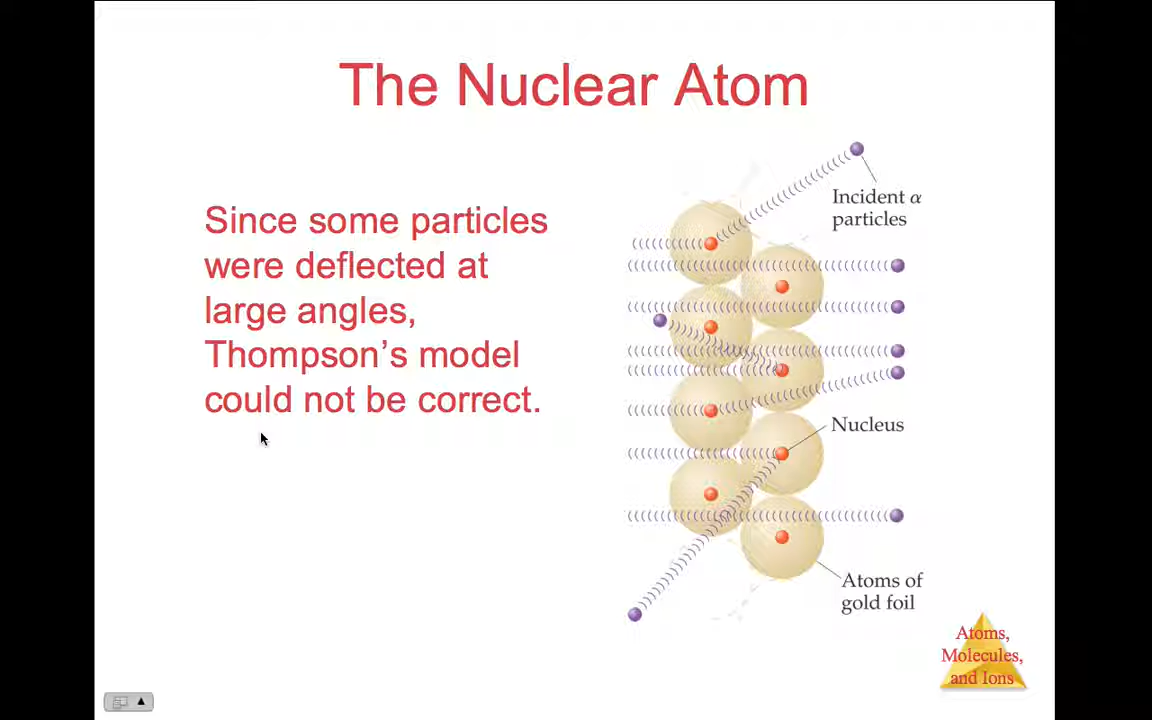 The Nuclear Atom
Since some particles
were deflected at
large angles,
Thompson’s model
could not be correct.
Incident α
particles
Nucleus
Atoms of
gold foil
Atoms,
Molecules,
and Ions